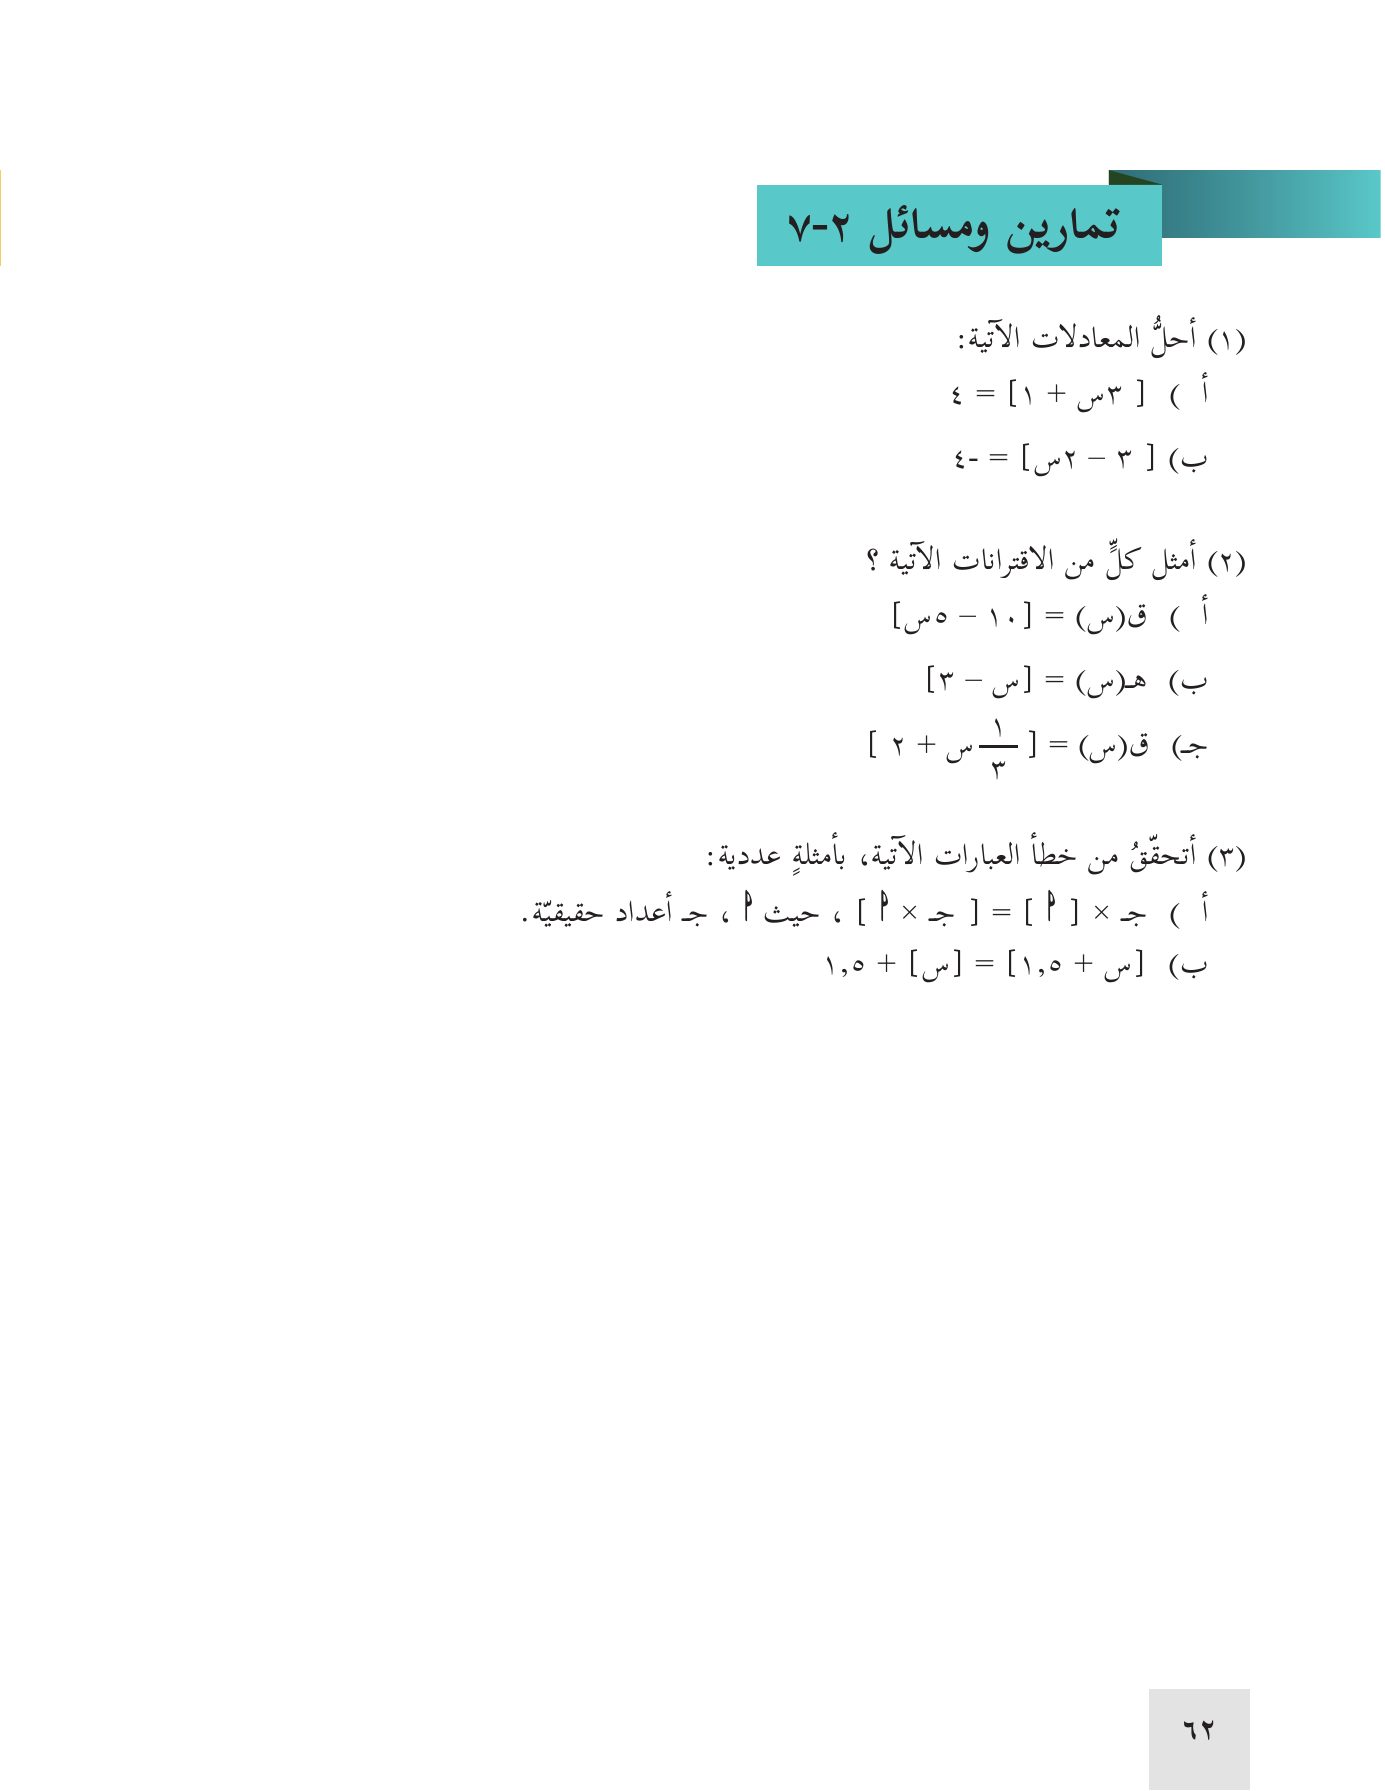 تمارين ومسائل ٢-٧
(١) أحلُّ المعادلات الآتية:
أ ) [ ٣س + ١] = ٤
ب) [ ٣ – ٢س] = -٤
(٢) أمثل كلٍّ من الاقترانات الآتية ؟
أ ) ق(س) = [١٠ – ٥س]
ب) هـ(س) = [س – ٣]
جـ) ق(س) = [ ١/٣ س + ٢ ]
(٣) أتحقّقُ من خطأ العبارات الآتية، بأمثلةٍ عددية:
أ ) جـ × [ أ ] = [ جـ × أ ] ، حيث أ ، جـ أعداد حقيقيّة.
ب) [س + ١,٥] = [س] + ١,٥
٦٢